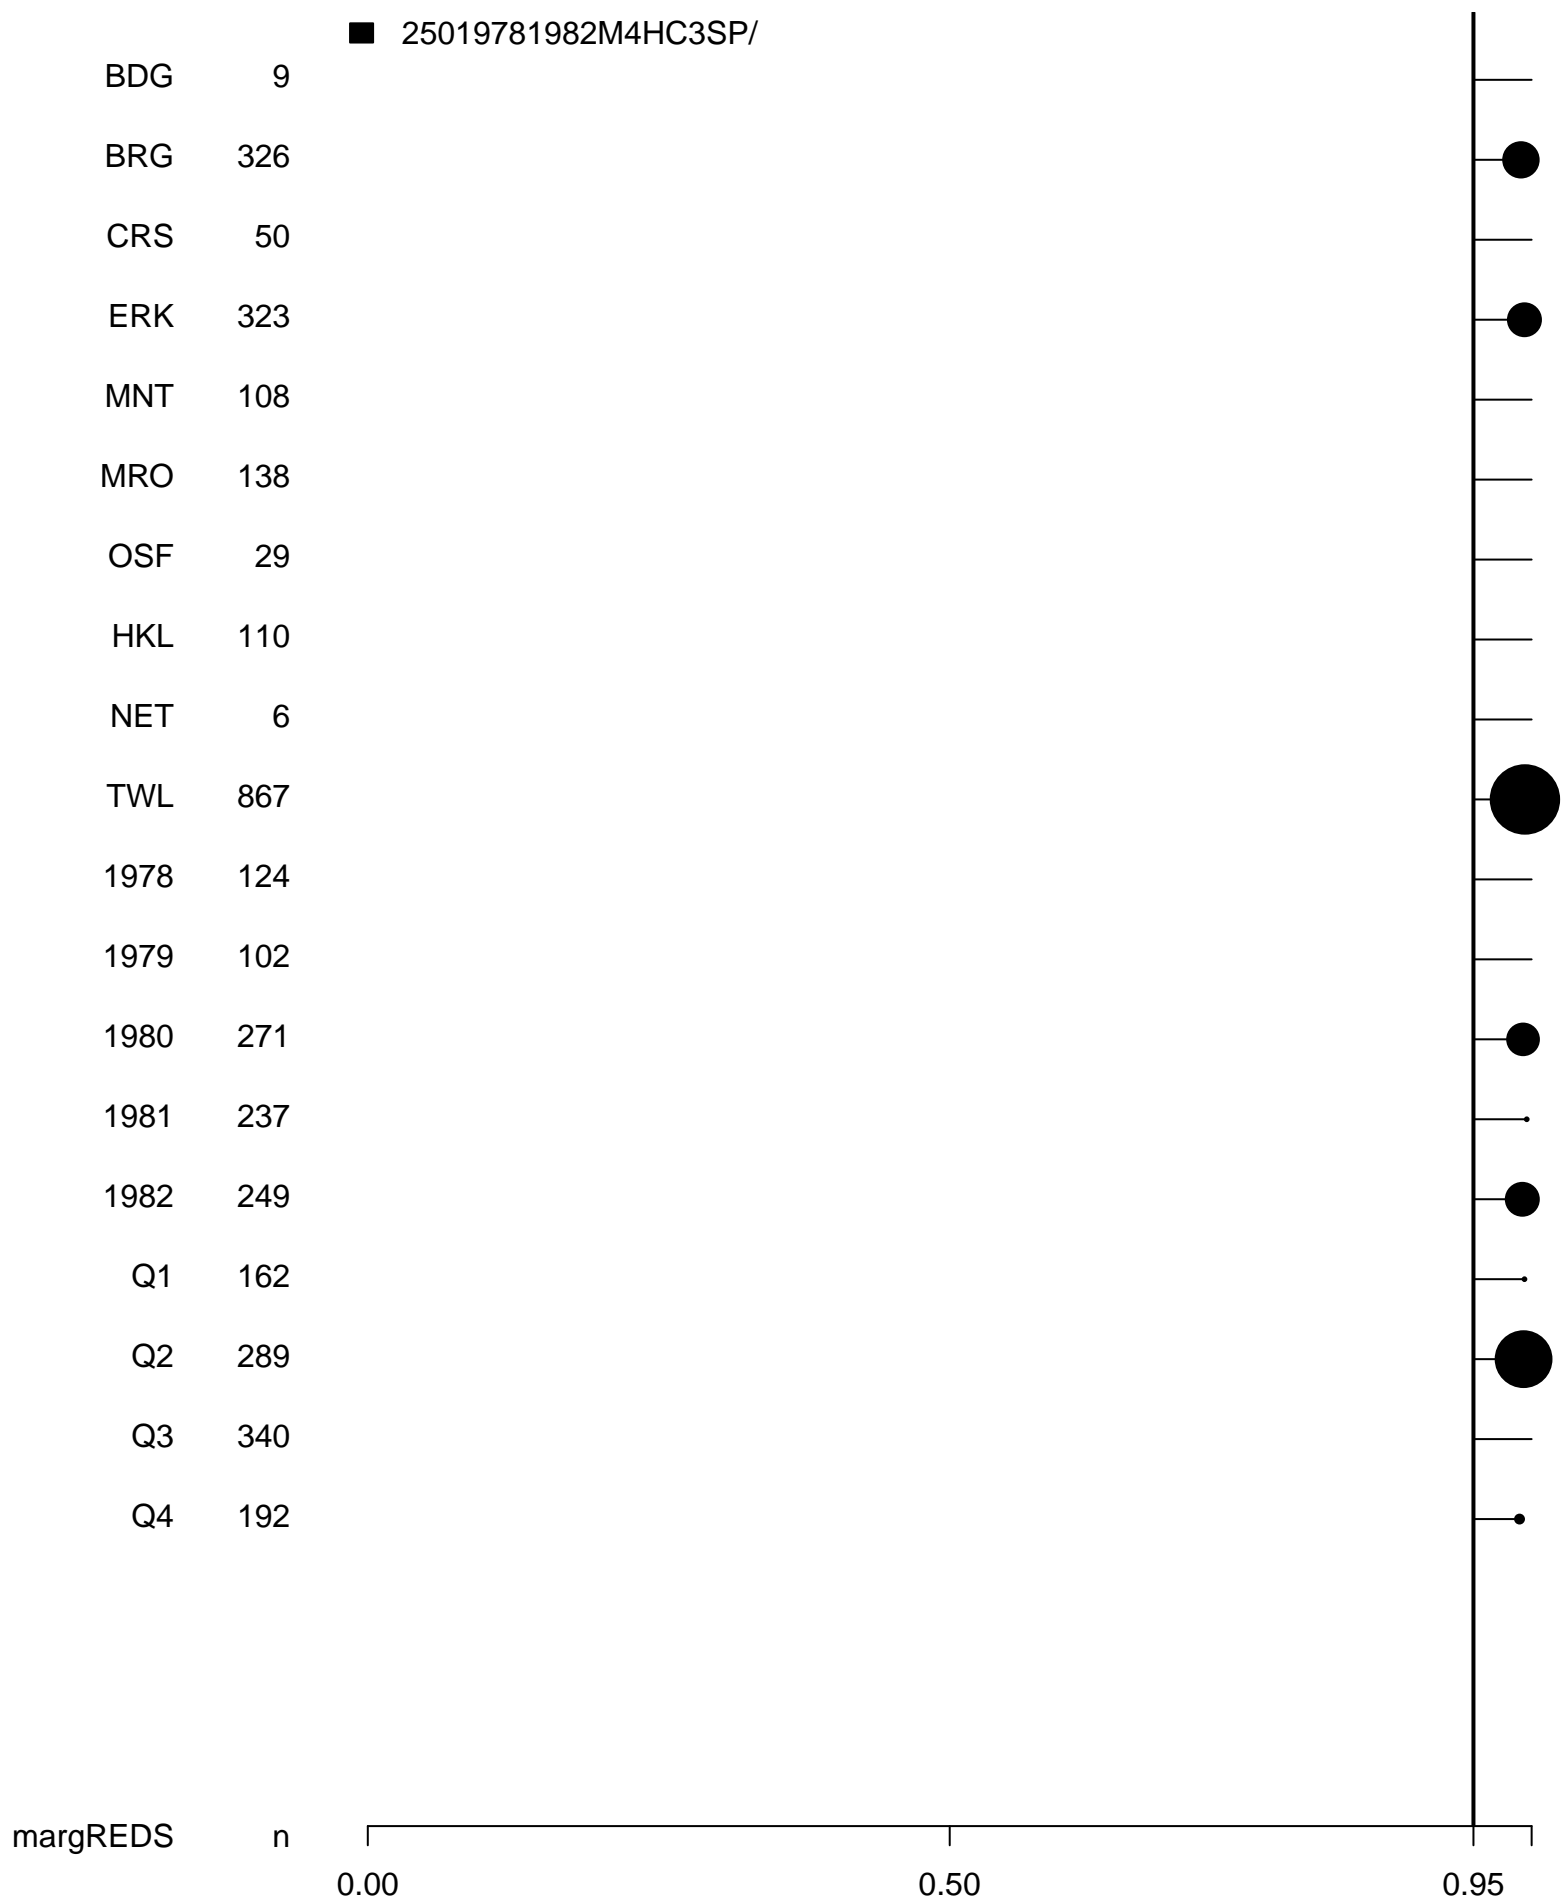 25019781982M4HC3SP/
BDG 9
BRG 326
CRS 50
ERK 323
MNT 108
MRO 138
OSF 29
HKL 110
NET 6
TWL 867
1978 124
1979 102
1980 271
1981 237
1982 249
Q1 162
Q2 289
Q3 340
Q4 192
margREDS n
0.00 0.50 0.95